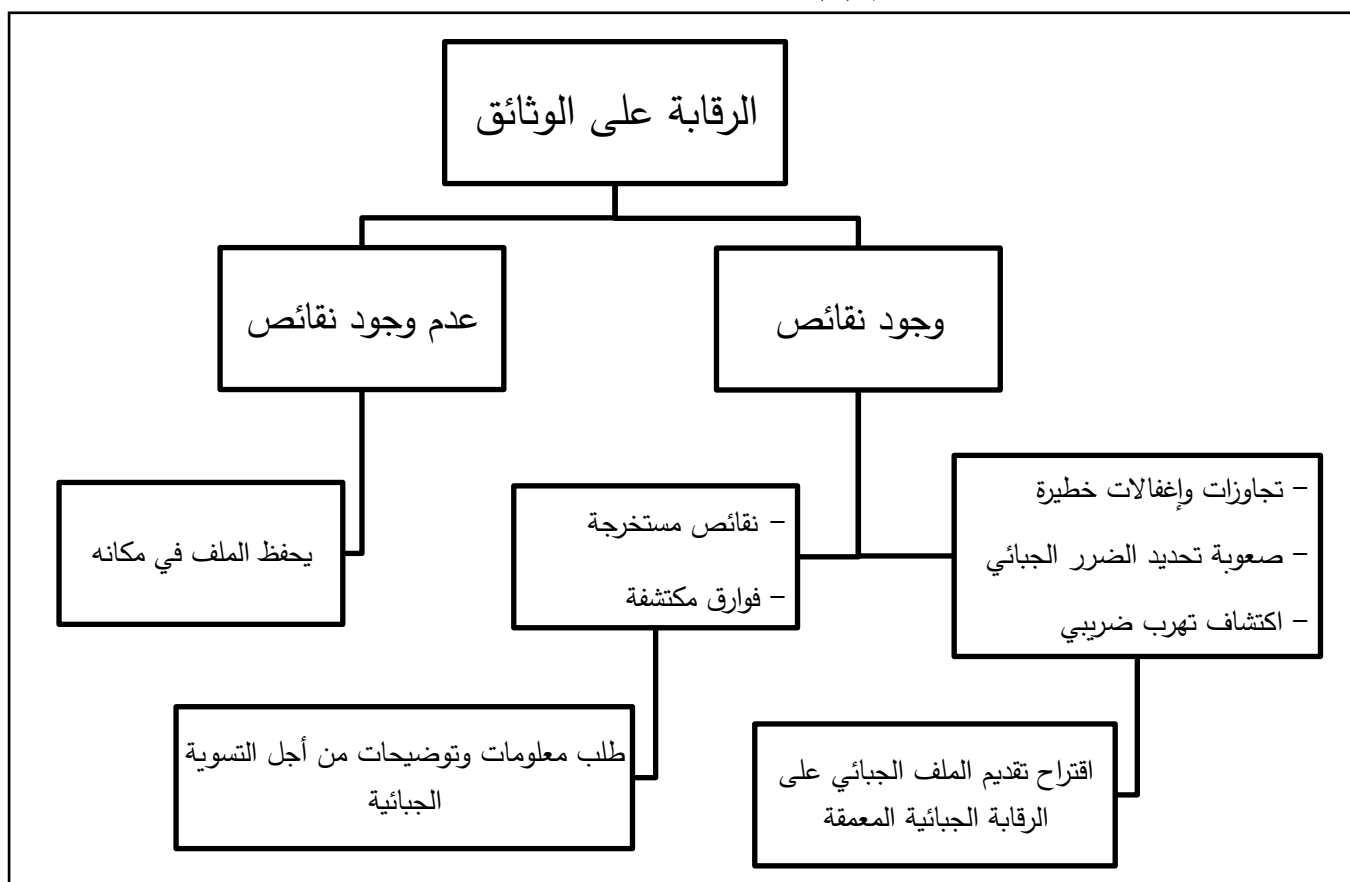 الرقابة على الوثائق
وجود نقائص
عدم وجود نقائص
– تجاوزات وإغفالات خطيرة
– صعوبة تحديد الضرر الجبائي
– اكتشاف تهرب ضريبي
– نقائص مستخرجة
– فوارق مكتشفة
يحفظ الملف في مكانه
اقتراح تقديم الملف الجبائي على
الرقابة الجبائية المعمقة
طلب معلومات وتوضيحات من أجل التسوية
الجبائية